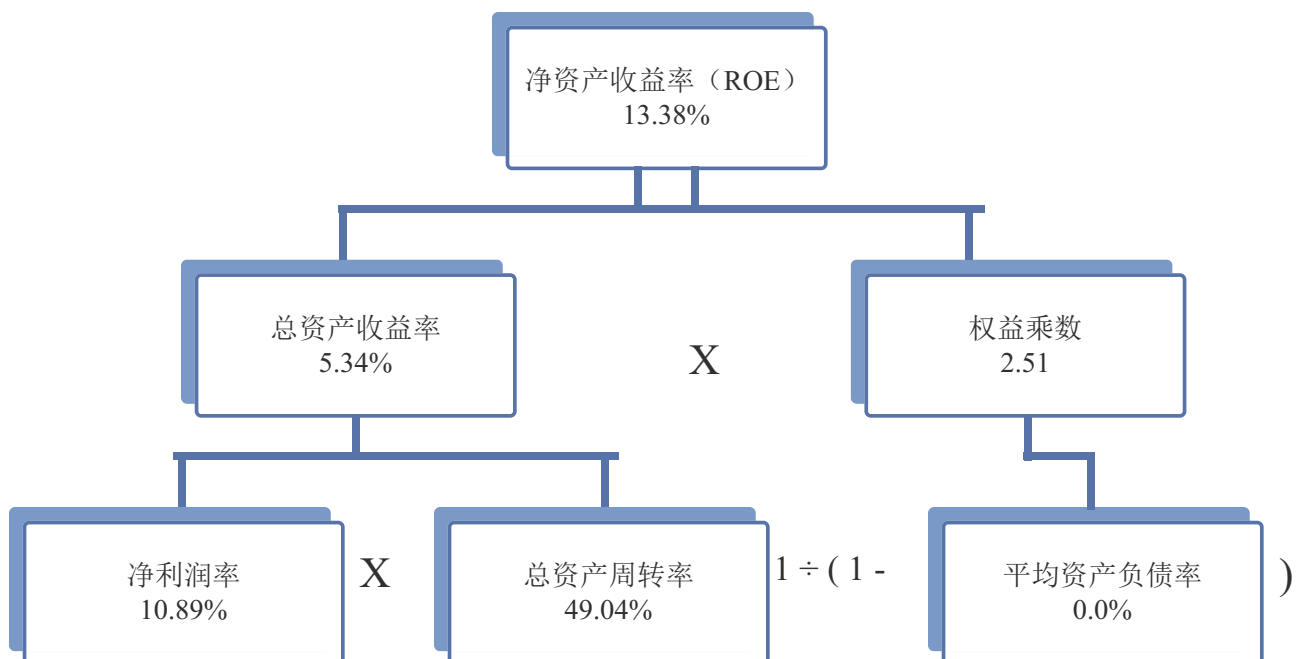 净资产收益率（ROE）
13.38%
总资产收益率
5.34%
X
权益乘数
2.51
净利润率
10.89%
X
总资产周转率
49.04%
1 ÷ ( 1 -
平均资产负债率
0.0%
)